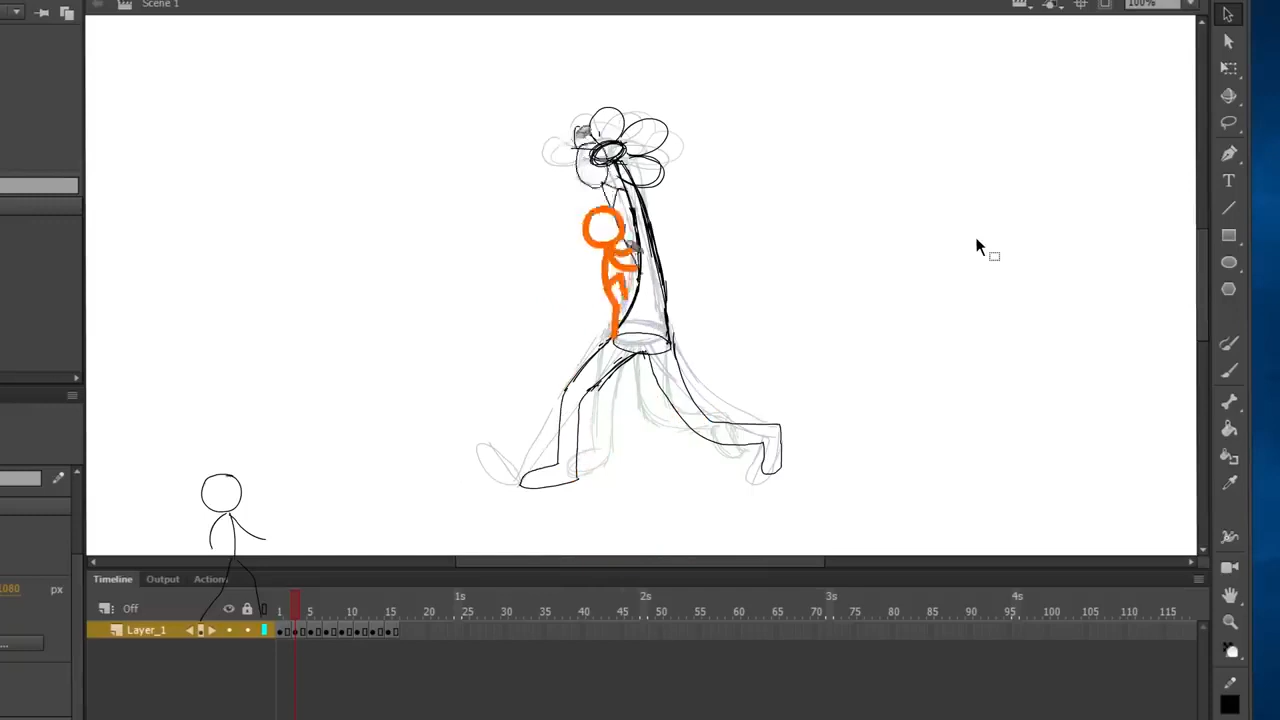 Scene 1
100%
1080 px
...
Timeline Output Actions
1s 2s 3s 4s
Off 1 5 10 15 20 25 30 35 40 45 50 55 60 65 70 75 80 85 90 95 100 105 110 115
Layer_1
T